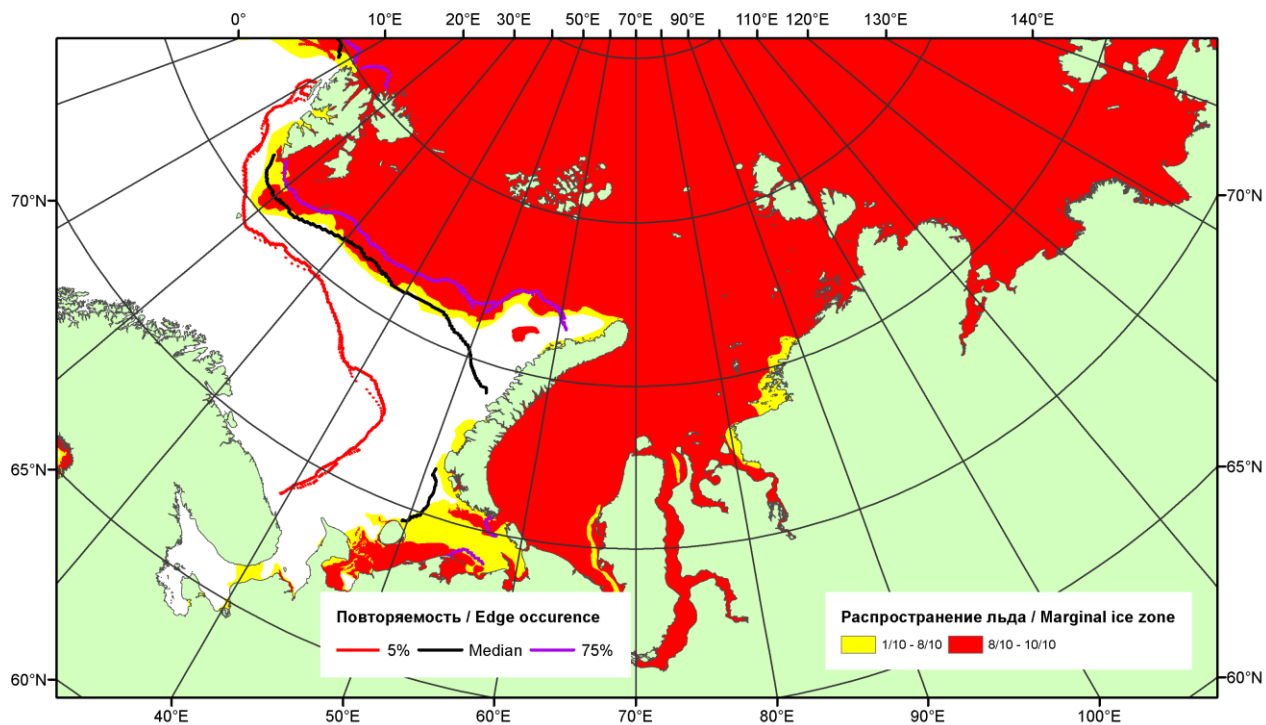 0° 10°E 20°E 30°E 50°E 70°E 90°E 110°E 120°E 130°E 140°E
70°N 70°N
65°N 65°N
60°N 60°N
Повторяемость / Edge occurence
5% Median 75%
Распространение льда / Marginal ice zone
1/10 - 8/10 8/10 - 10/10
40°E 50°E 60°E 70°E 80°E 90°E 100°E